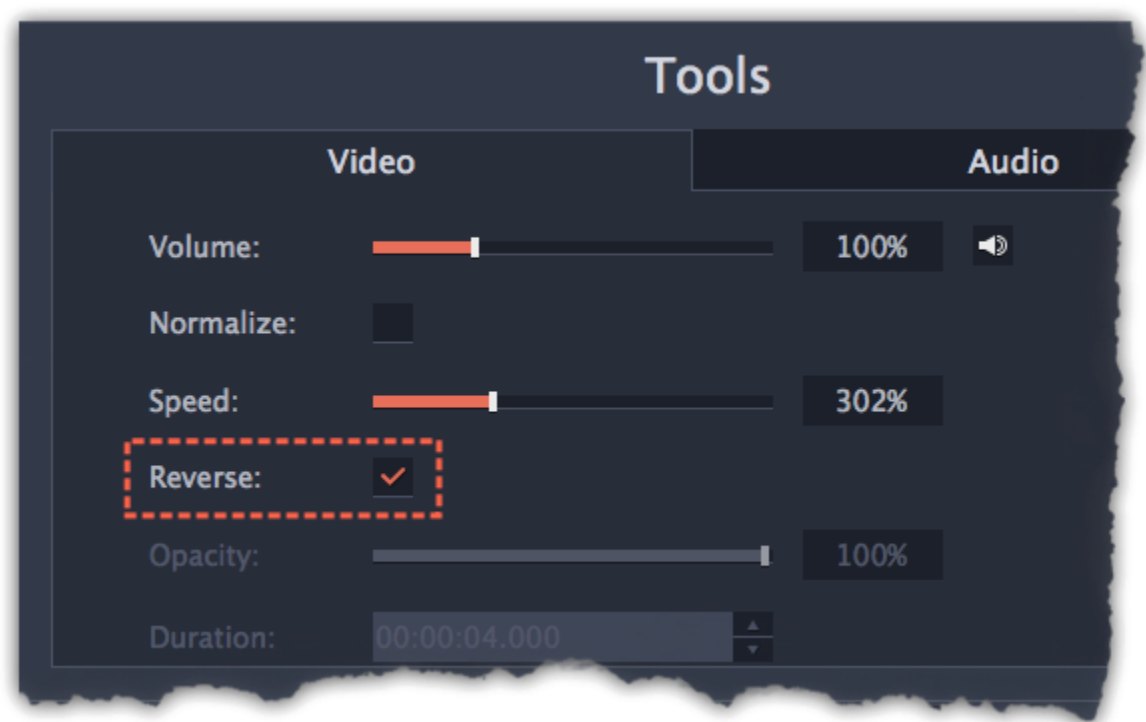 Tools
Video Audio
Volume: 100%
Normalize:
Speed: 302%
Reverse:
Opacity: 100%
Duration: 00:00:04.000